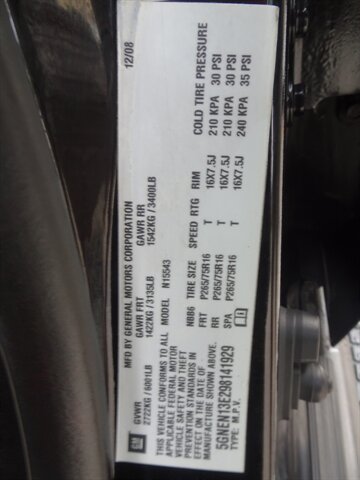 MFD BY GENERAL MOTORS CORPORATION
12/08
GM
GVWR GAWR FRT GAWR RR
2722KG / 6001LB 1422KG / 3135LB 1542KG / 3400LB
THIS VEHICLE CONFORMS TO ALL
APPLICABLE FEDERAL MOTOR
VEHICLE SAFETY AND THEFT
STANDARDS IN EFFECT ON THE DATE OF
MANUFACTURE SHOWN ABOVE.
5GNEN13E298141929
TYPE: M.P.V.
MODEL N15543
N886 TIRE SIZE SPEED RTG RIM COLD TIRE PRESSURE
FRT P265/75R16 T 16X7.5J 210 KPA 30 PSI
RR P265/75R16 T 16X7.5J 210 KPA 30 PSI
SPA P265/75R16 T 16X7.5J 240 KPA 35 PSI